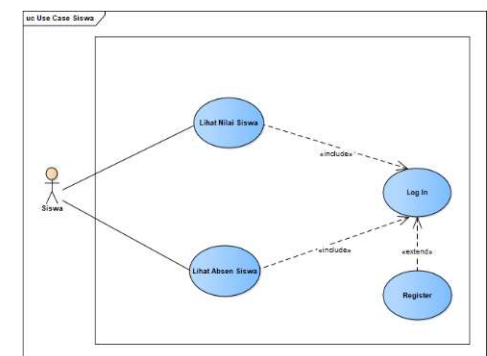 uc Use Case Siswa
Lihat Nilai Siswa
«include»
Log In
Siswa
Lihat Absen Siswa
«include»
«extend»
Register